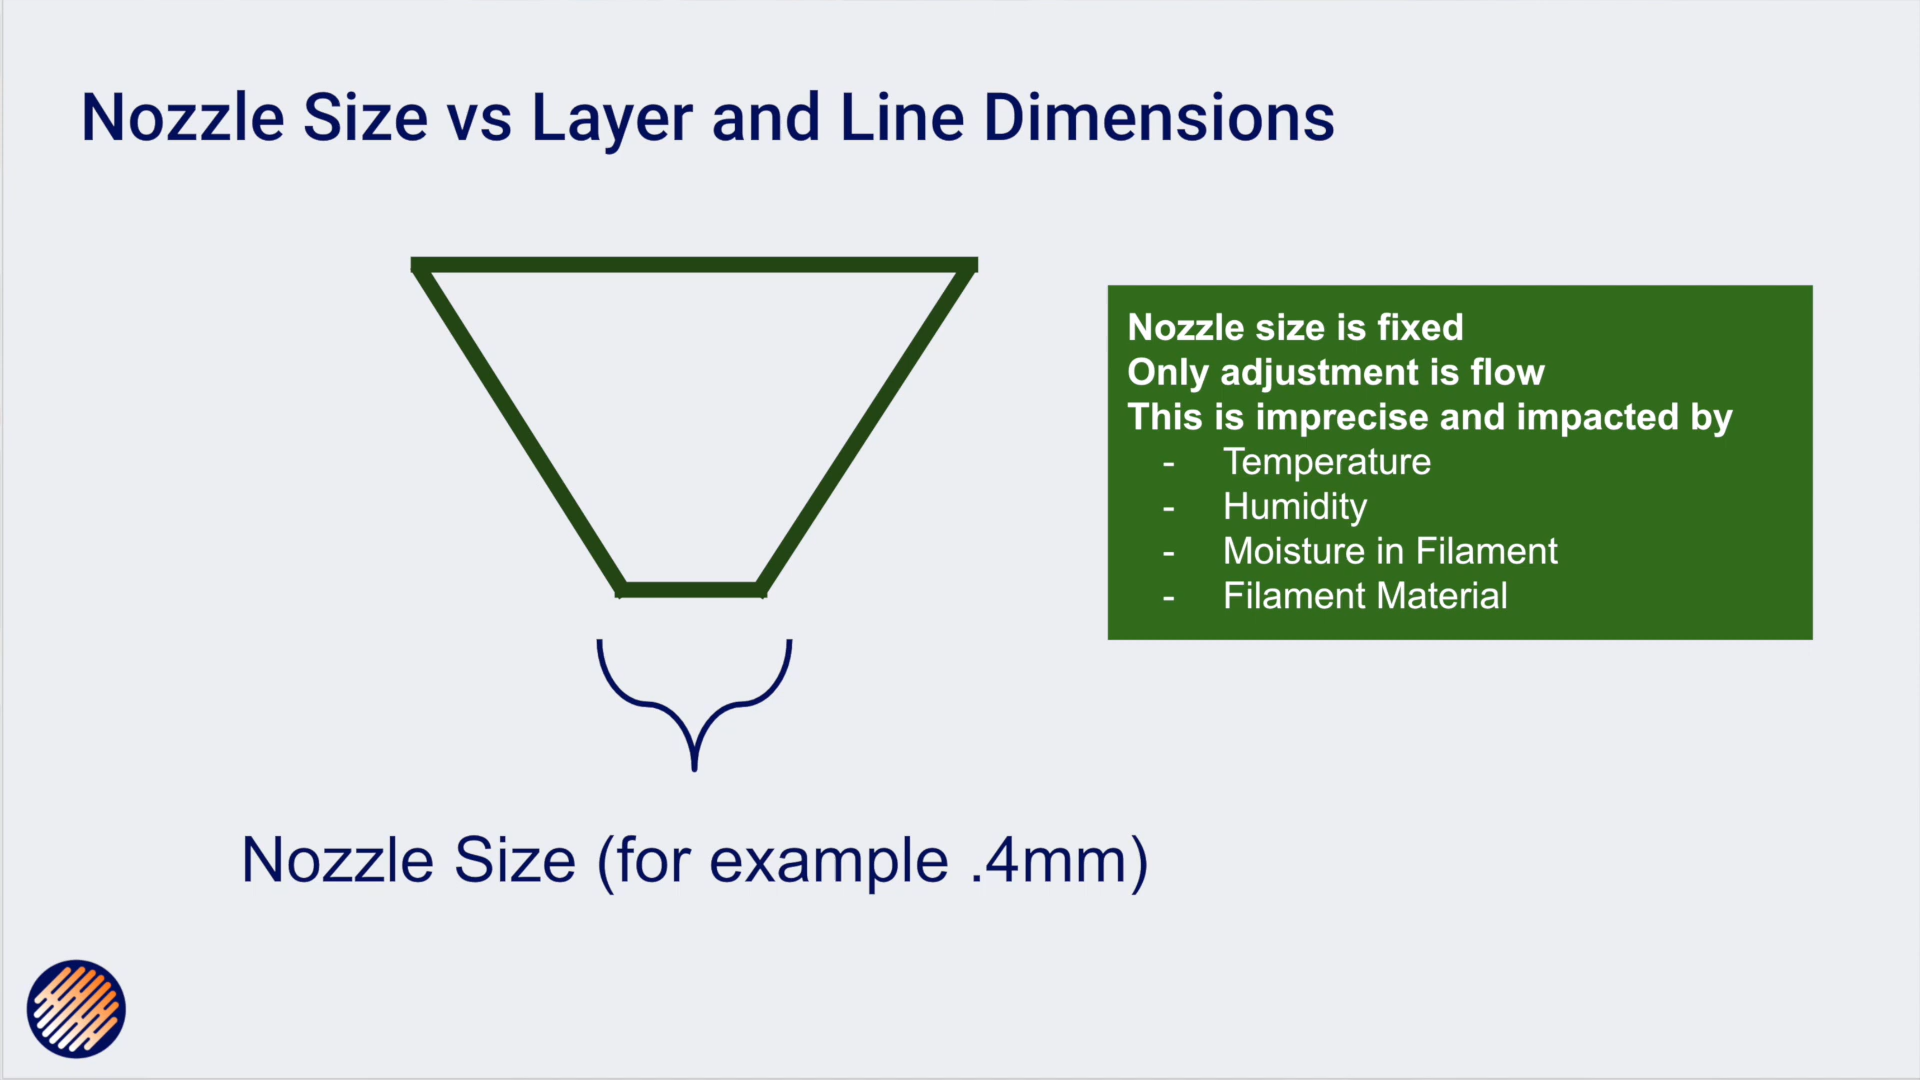 Nozzle Size vs Layer and Line Dimensions
Nozzle size is fixed
Only adjustment is flow
This is imprecise and impacted by
- Temperature
- Humidity
- Moisture in Filament
- Filament Material
Nozzle Size (for example .4mm)